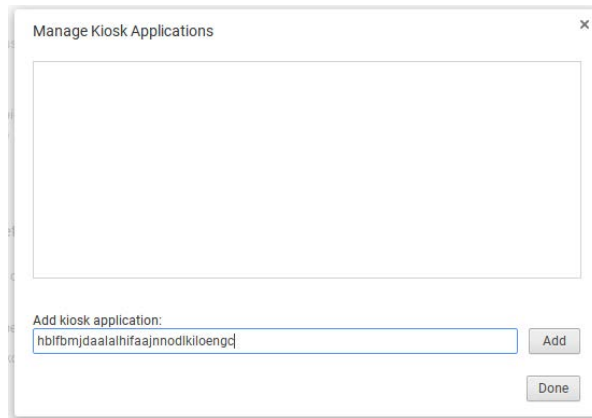 Manage Kiosk Applications
Add kiosk application:
hblfbmjdaalalhifaajnnodlkiloengc
Add
Done